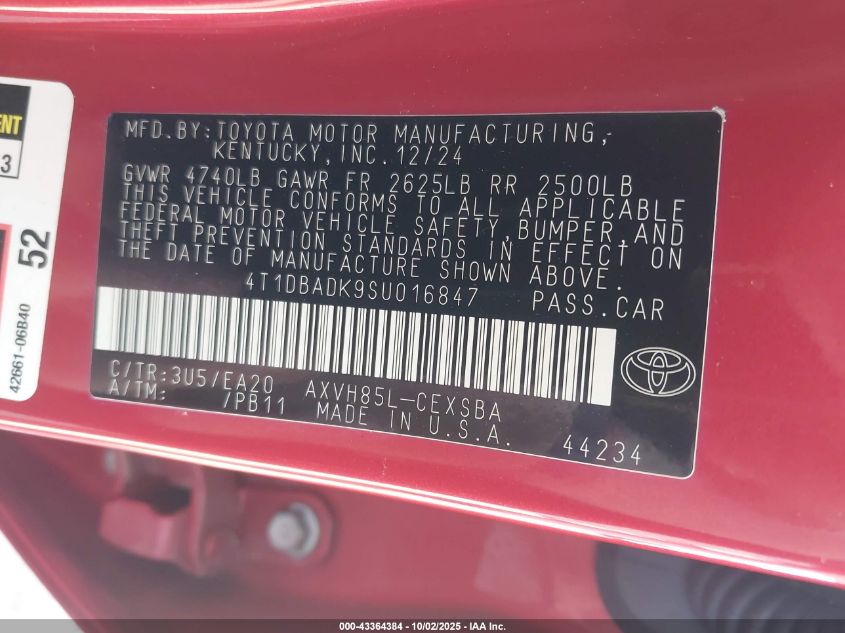 ENT
3
52
42661-06B40
MFD.BY:TOYOTA MOTOR MANUFACTURING,
KENTUCKY,INC.12/24
GVWR 4740LB GAWR FR 2625LB RR 2500LB
THIS VEHICLE CONFORMS TO ALL APPLICABLE
FEDERAL MOTOR VEHICLE SAFETY, BUMPER, AND
THEFT PREVENTION STANDARDS IN EFFECT ON
THE DATE OF MANUFACTURE SHOWN ABOVE.
4T1DBADK9SU016847 PASS.CAR
C/TR:3U5/EA20 AXVH85L-CEXSBA
A/TM: /PB11 MADE IN U.S.A.
44234
000-43364384 - 10/02/2025 - IAA Inc.